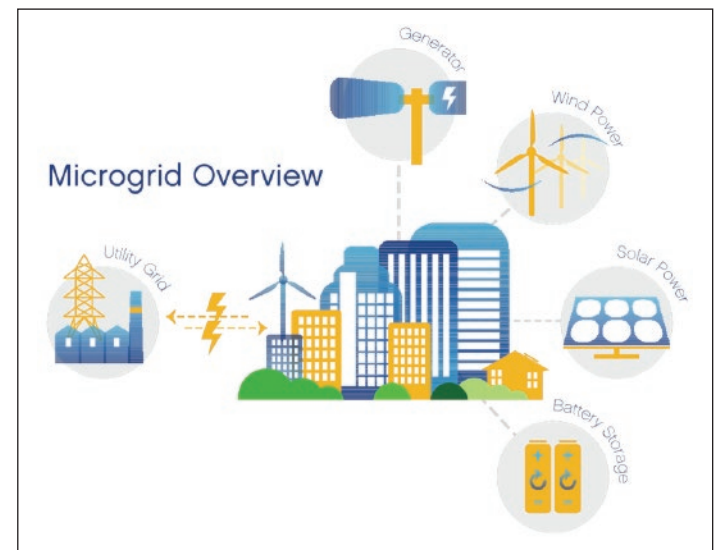 Generator
Wind Power
Microgrid Overview
Utility Grid
Solar Power
Battery Storage